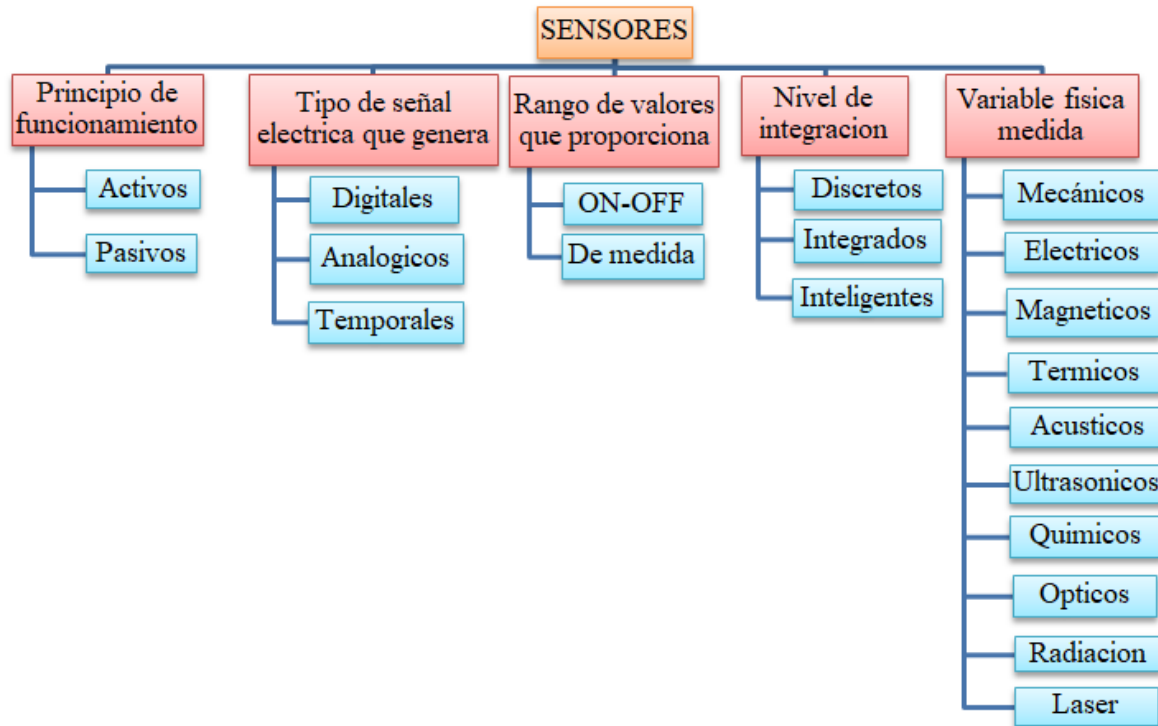 SENSORES
Principio de
funcionamiento
Activos
Pasivos
Tipo de señal
electrica que genera
Digitales
Analogicos
Temporales
Rango de valores
que proporciona
ON-OFF
De medida
Nivel de
integracion
Discretos
Integrados
Inteligentes
Variable fisica
medida
Mecánicos
Electricos
Magneticos
Termicos
Acusticos
Ultrasonicos
Quimicos
Opticos
Radiacion
Laser